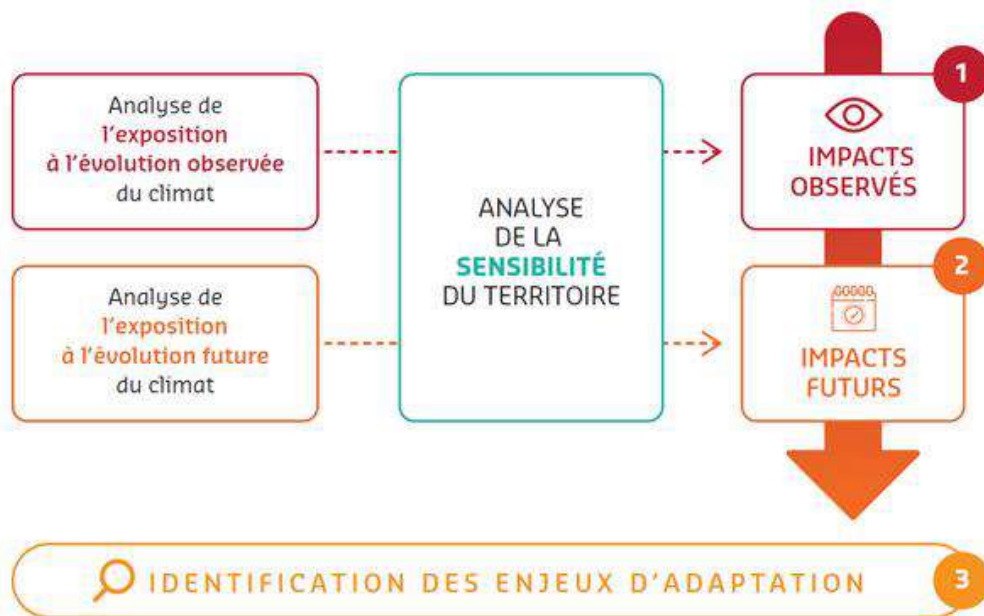 Analyse de
l'exposition
à l'évolution observée
du climat
ANALYSE
DE LA
SENSIBILITÉ
DU TERRITOIRE
1
IMPACTS
OBSERVÉS
Analyse de
l'exposition
à l'évolution future
du climat
2
IMPACTS
FUTURS
IDENTIFICATION DES ENJEUX D'ADAPTATION
3